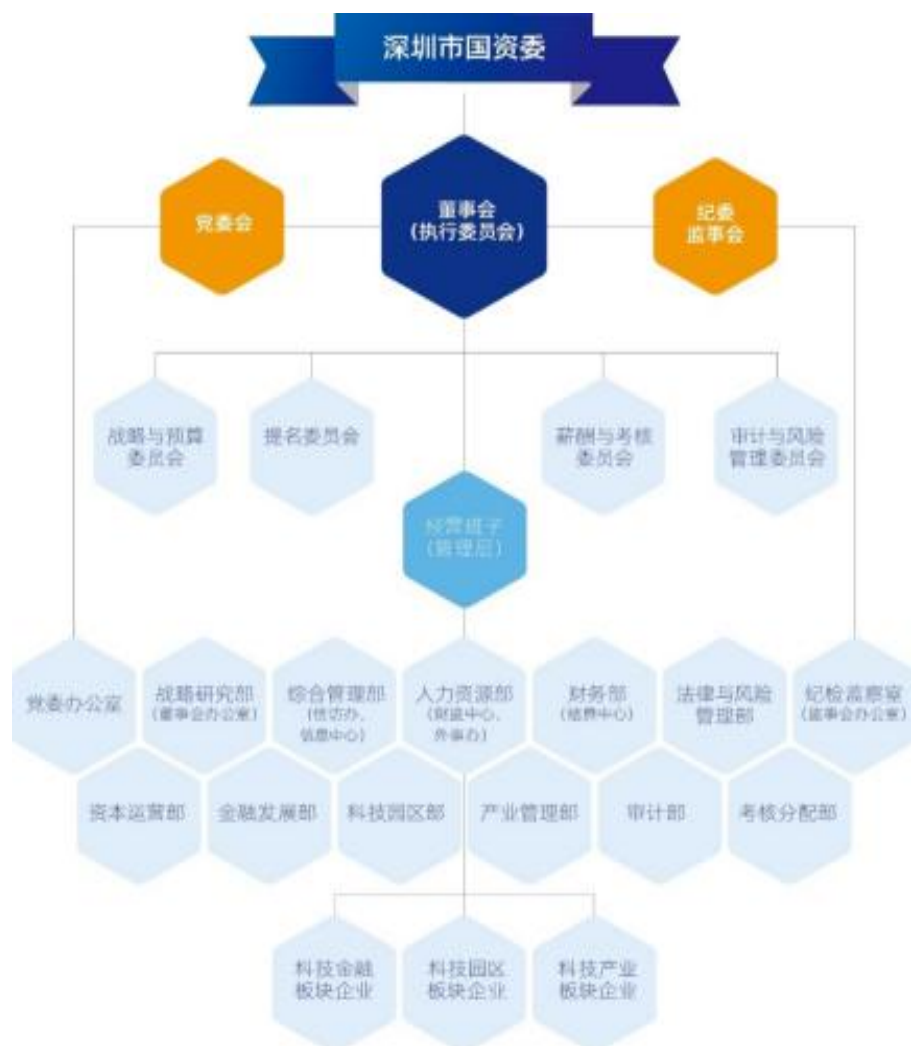 深圳市国资委
党委会
董事会
(执行委员会)
纪委
监事会
战略与预算
委员会
提名委员会
薪酬与考核
委员会
审计与风险
管理委员会
经营班子
(管理层)
党委办公室
战略研究部
(董事会办公室)
综合管理部
(信访办、
信息中心)
人力资源部
外事办)
财务部
法律与风险
管理部
纪检监察室
(监事会办公室)
资本运营部
金融发展部
科技园区部
产业管理部
审计部
考核分配部
科技金融
板块企业
科技园区
板块企业
科技产业
板块企业